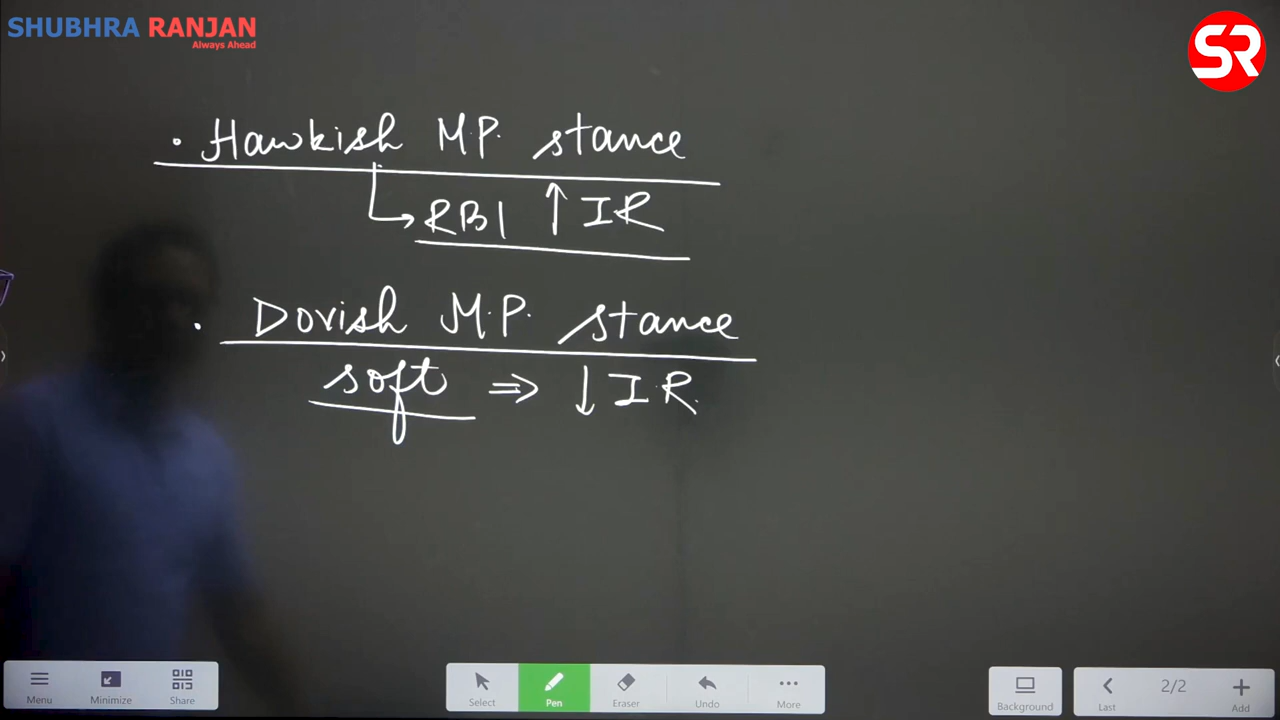 SHUBHRA RANJAN
Always Ahead
SR
• Hawkish M.P. stance
↳ RBI ↑ IR
• Dovish M.P. stance
soft ⇒ ↓ I.R.
Menu
Minimize
Share
Select
Pen
Eraser
Undo
More
Background
Last
2/2
Add